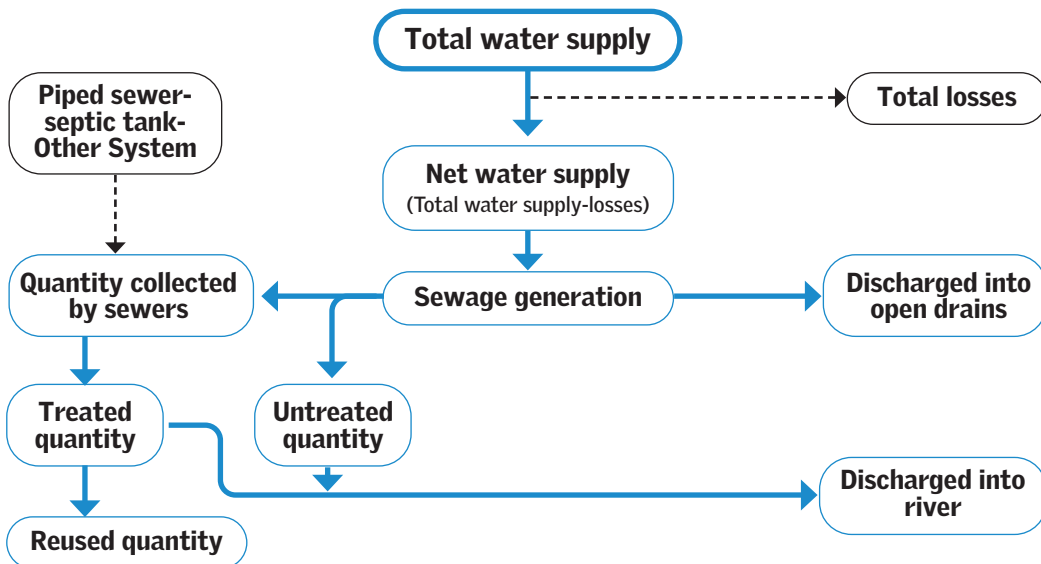 Total water supply
Piped sewer-
septic tank-
Other System
Total losses
Net water supply
(Total water supply-losses)
Quantity collected
by sewers
Sewage generation
Discharged into
open drains
Treated
quantity
Untreated
quantity
Discharged into
river
Reused quantity